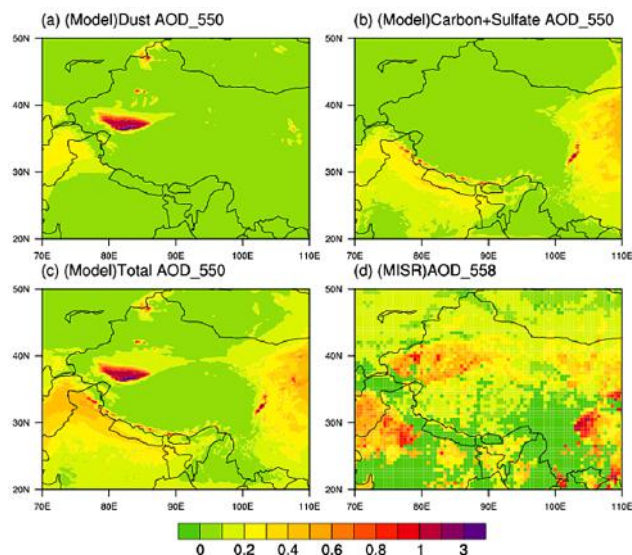 (a) (Model)Dust AOD_550
(b) (Model)Carbon+Sulfate AOD_550
50N
40N
30N
20N
70E 80E 90E 100E 110E
50N
40N
30N
20N
70E 80E 90E 100E 110E
(c) (Model)Total AOD_550
(d) (MISR)AOD_558
50N
40N
30N
20N
70E 80E 90E 100E 110E
50N
40N
30N
20N
70E 80E 90E 100E 110E
0 0.2 0.4 0.6 0.8 1 3